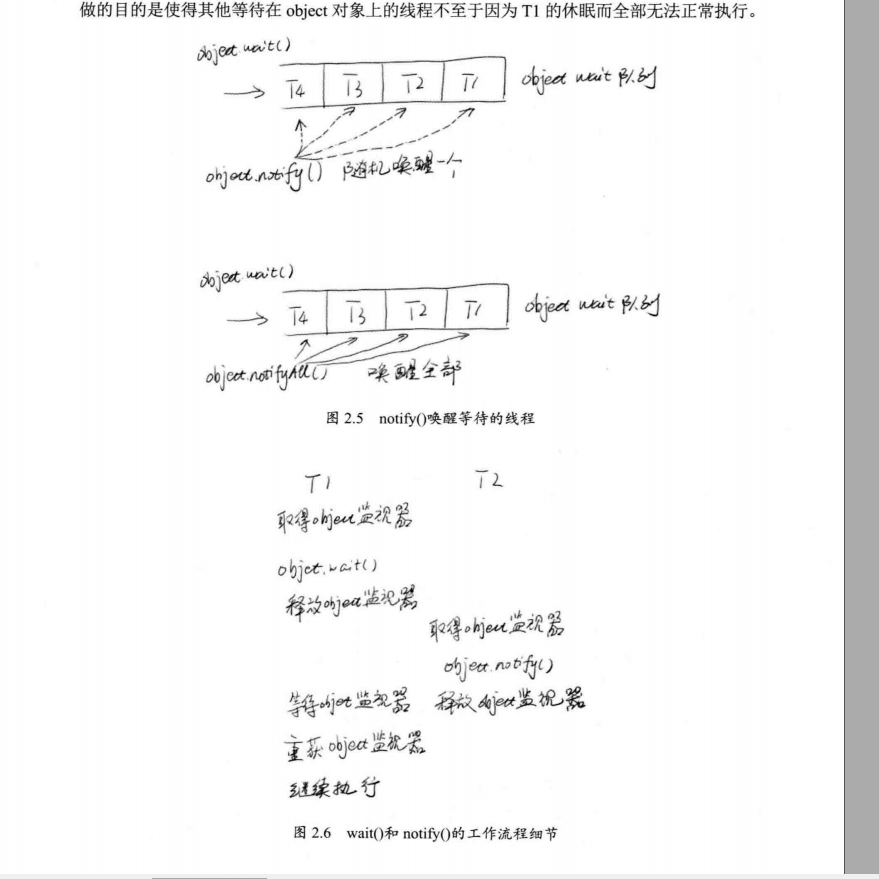 做的目的是使得其他等待在 object 对象上的线程不至于因为 T1 的休眠而全部无法正常执行。
object.wait()
T4 T3 T2 T1 object wait 队列
object.notify() 随机唤醒一个
object.wait()
T4 T3 T2 T1 object wait 队列
object.notifyAll() 唤醒全部
图 2.5 notify()唤醒等待的线程
T1 T2
取得object监视器
objct.wait()
释放object监视器
取得object监视器
object.notify()
等待objet监视器 释放object监视器
重获object监视器
继续执行
图 2.6 wait()和 notify()的工作流程细节